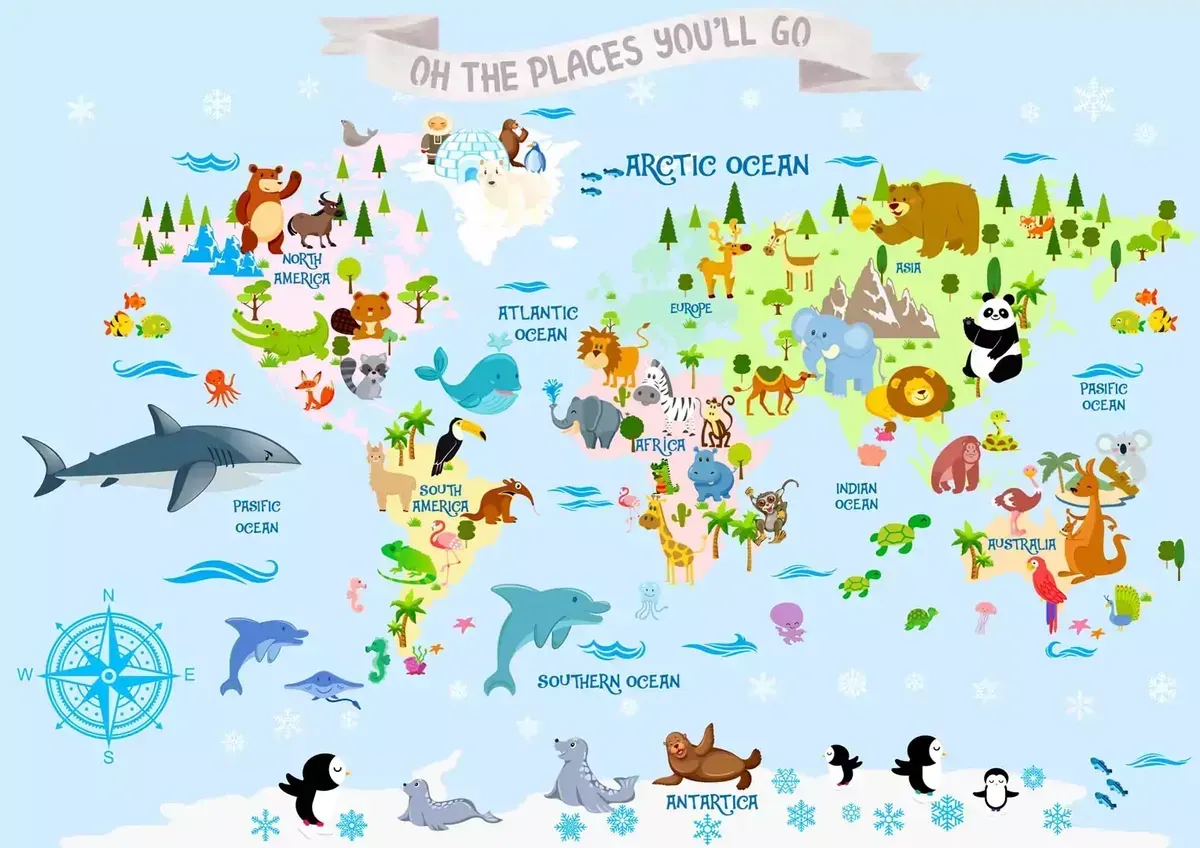 OH THE PLACES YOU'LL GO
ARCTIC OCEAN
NORTH
AMERICA
ASIA
EUROPE
ATLANTIC
OCEAN
PASIFIC
OCEAN
AFRICA
SOUTH
AMERICA
INDIAN
OCEAN
PASIFIC
OCEAN
AUSTRALIA
N
W
E
S
SOUTHERN OCEAN
ANTARTICA